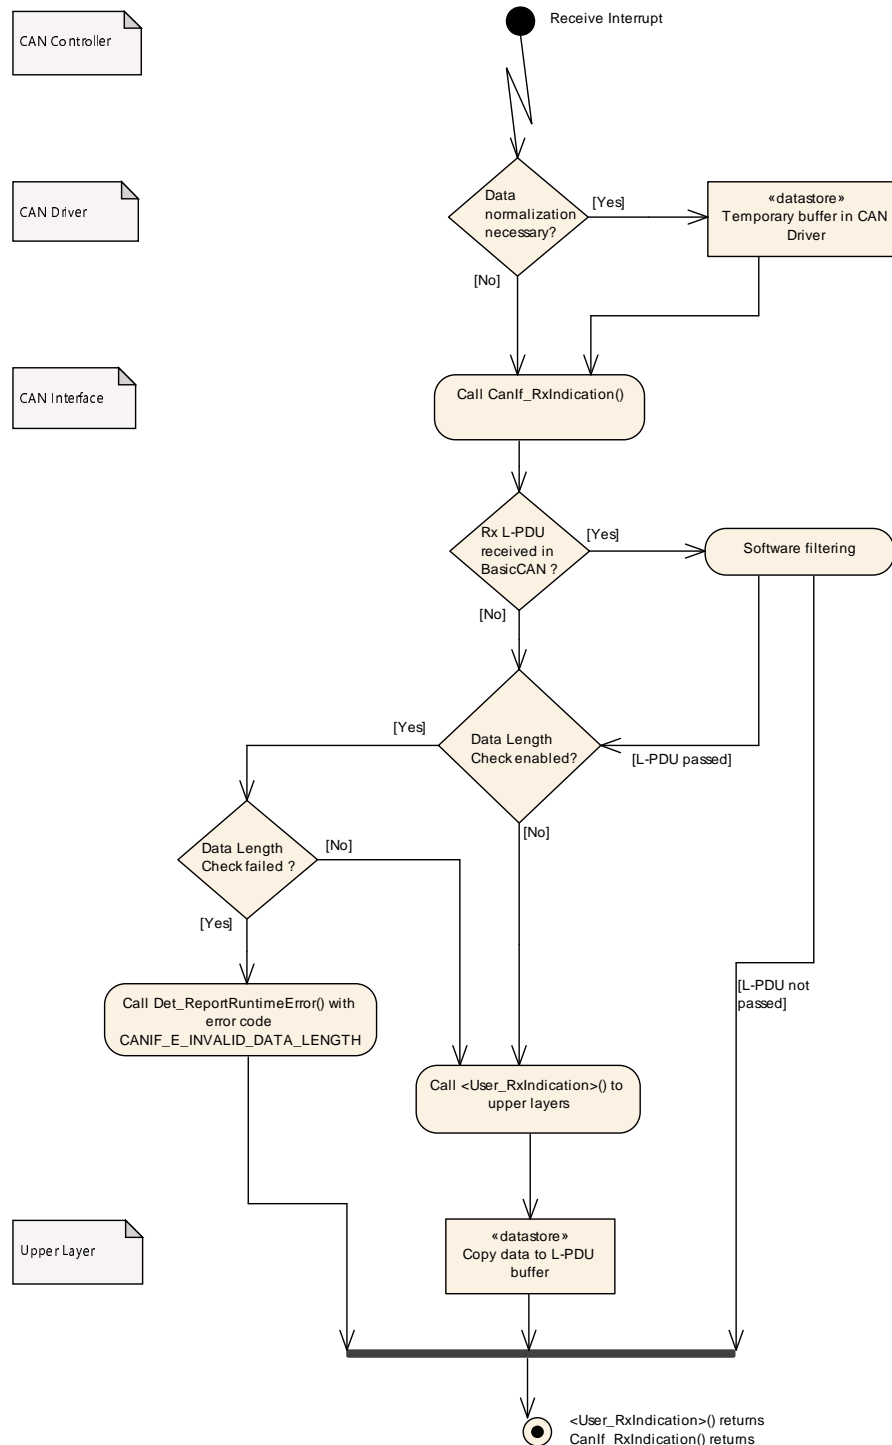 Receive Interrupt
CAN Controller
CAN Driver
Data
normalization
necessary?
[Yes]
«datastore»
Temporary buffer in CAN
Driver
[No]
CAN Interface
Call CanIf_RxIndication()
Rx L-PDU
received in
BasicCAN ?
[Yes]
Software filtering
[No]
[Yes]
Data Length
Check enabled?
[L-PDU passed]
[No]
Data Length
Check failed ?
[No]
[Yes]
Call Det_ReportRuntimeError() with
error code
CANIF_E_INVALID_DATA_LENGTH
[L-PDU not
passed]
Call <User_RxIndication>() to
upper layers
Upper Layer
«datastore»
Copy data to L-PDU
buffer
<User_RxIndication>() returns
CanIf_RxIndication() returns